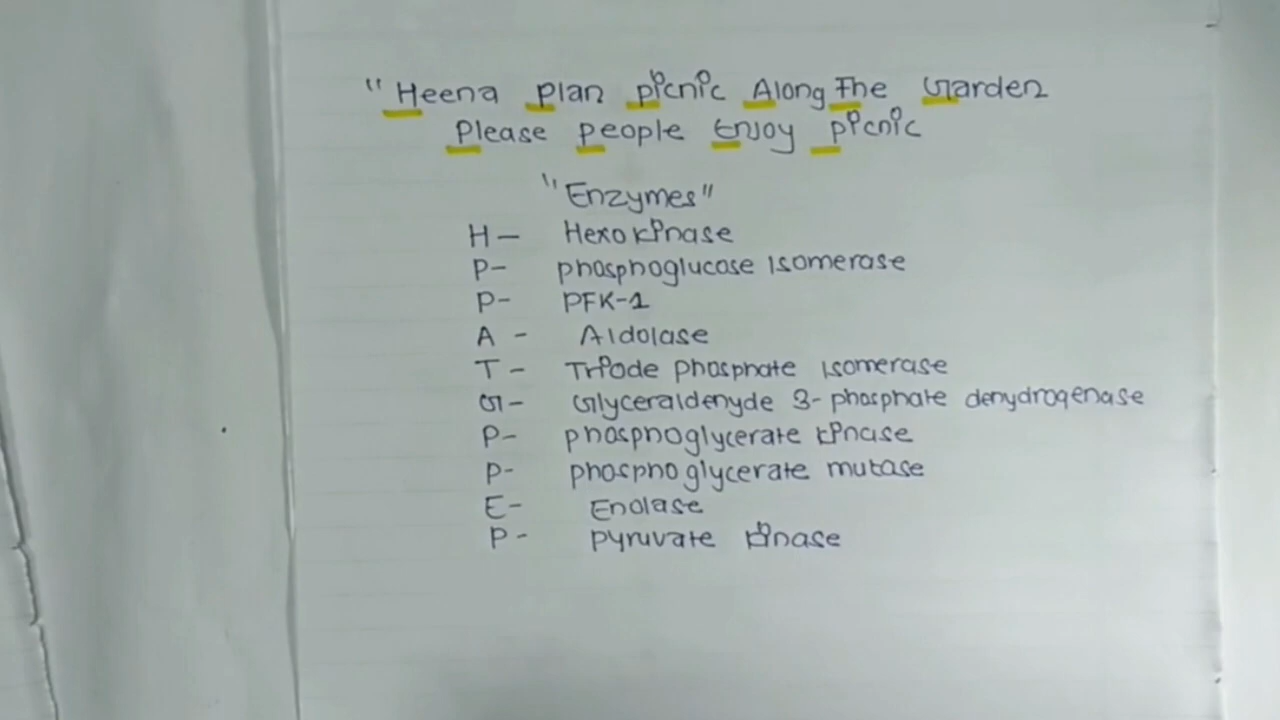 "Heena plan picnic Along The Garden
Please people Enjoy picnic
"Enzymes"
H - Hexokinase
P - phosphoglucose Isomerase
P - PFK-1
A - Aldolase
T - Triode phosphate Isomerase
G - Glyceraldehyde 3-phosphate dehydrogenase
P - phosphoglycerate kinase
P - phosphoglycerate mutase
E - Enolase
P - pyruvate kinase